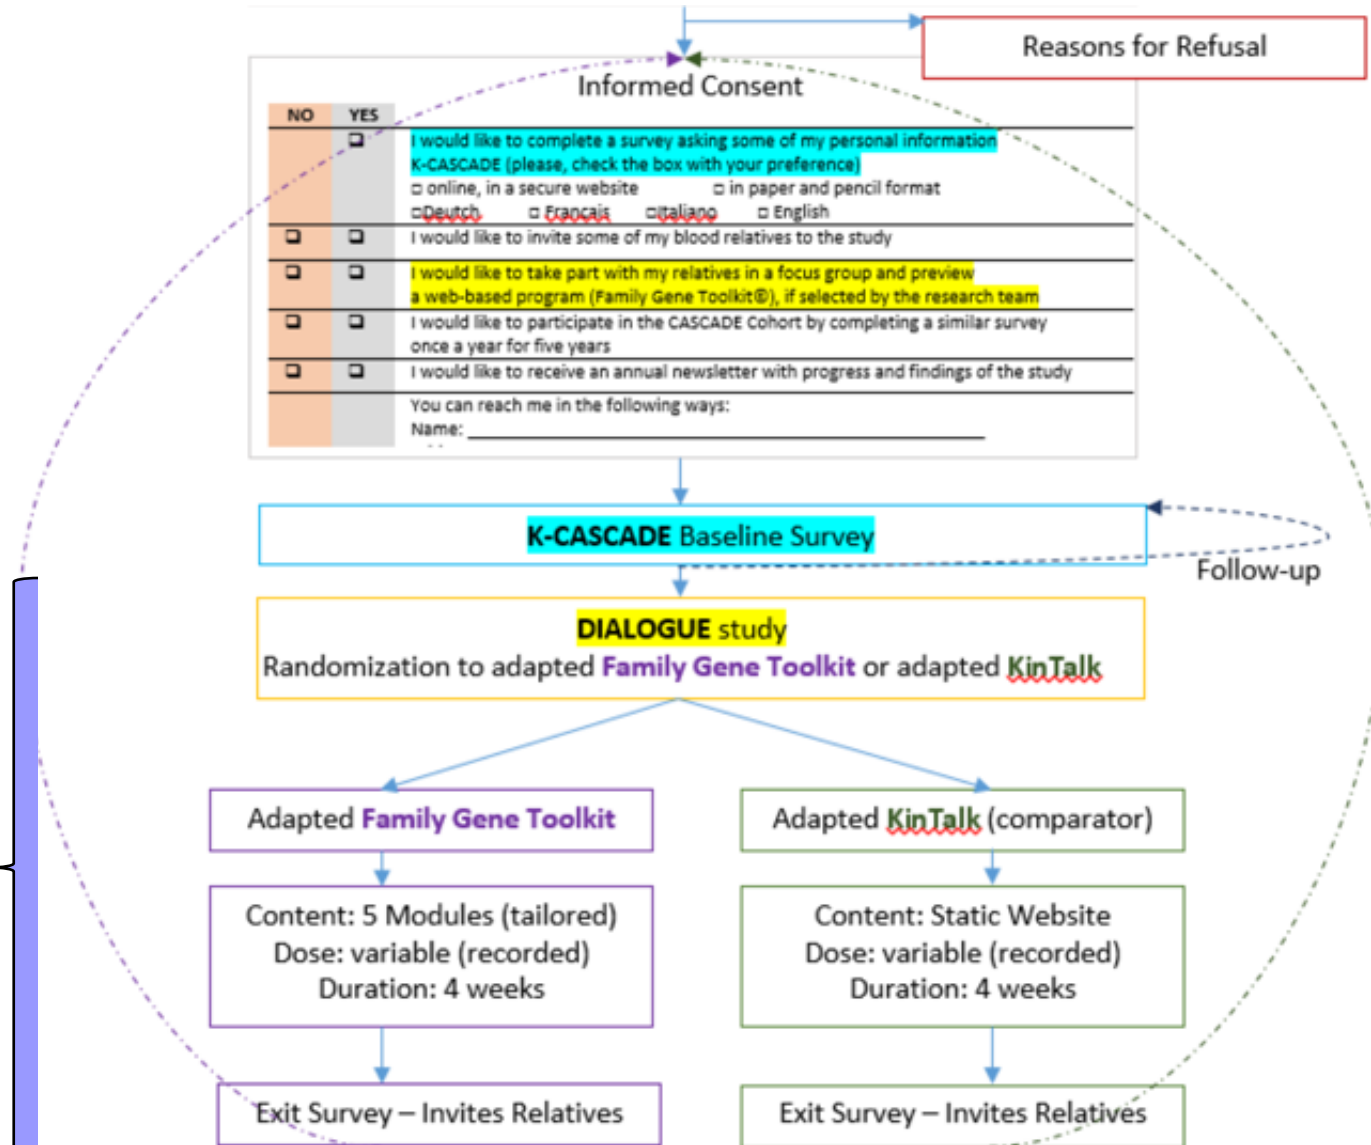 Reasons for Refusal
Informed Consent
NO YES
I would like to complete a survey asking some of my personal information
K-CASCADE (please, check the box with your preference)
□ online, in a secure website □ in paper and pencil format
□Deutch □ Francais □Italiano □ English
I would like to invite some of my blood relatives to the study
I would like to take part with my relatives in a focus group and preview
a web-based program (Family Gene Toolkit©), if selected by the research team
I would like to participate in the CASCADE Cohort by completing a similar survey
once a year for five years
I would like to receive an annual newsletter with progress and findings of the study
You can reach me in the following ways:
Name:
K-CASCADE Baseline Survey
Follow-up
DIALOGUE study
Randomization to adapted Family Gene Toolkit or adapted KinTalk
Adapted Family Gene Toolkit
Adapted KinTalk (comparator)
Content: 5 Modules (tailored)
Dose: variable (recorded)
Duration: 4 weeks
Content: Static Website
Dose: variable (recorded)
Duration: 4 weeks
Exit Survey – Invites Relatives
Exit Survey – Invites Relatives